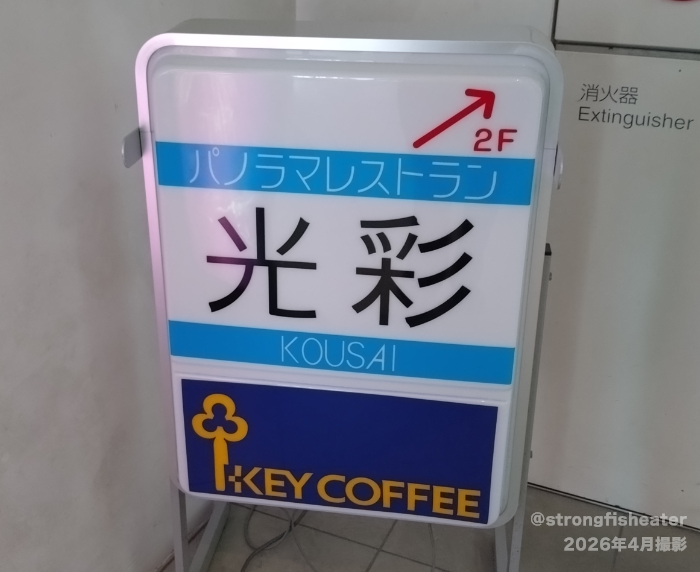 2F
パノラマレストラン
光彩
KOUSAI
KEY COFFEE
消火器
Extinguisher
@strongfisheater
2026年4月撮影